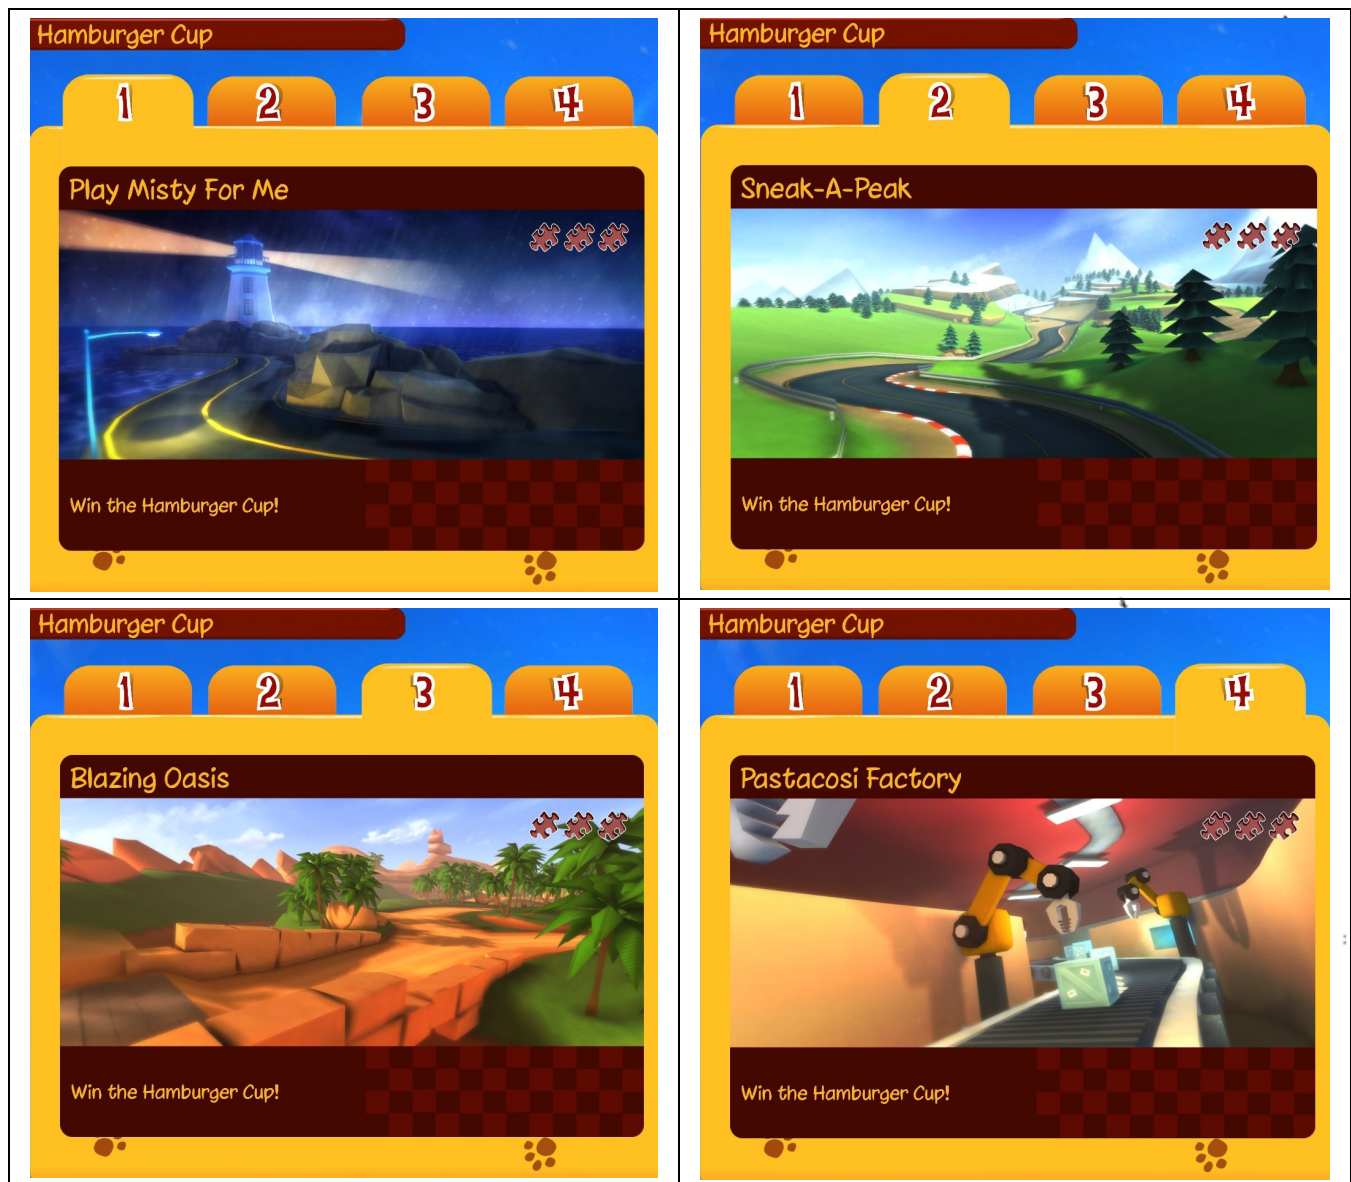 Hamburger Cup
1 2 3 4
Play Misty For Me
Win the Hamburger Cup!
Hamburger Cup
1 2 3 4
Sneak-A-Peak
Win the Hamburger Cup!
Hamburger Cup
1 2 3 4
Blazing Oasis
Win the Hamburger Cup!
Hamburger Cup
1 2 3 4
Pastacosi Factory
Win the Hamburger Cup!